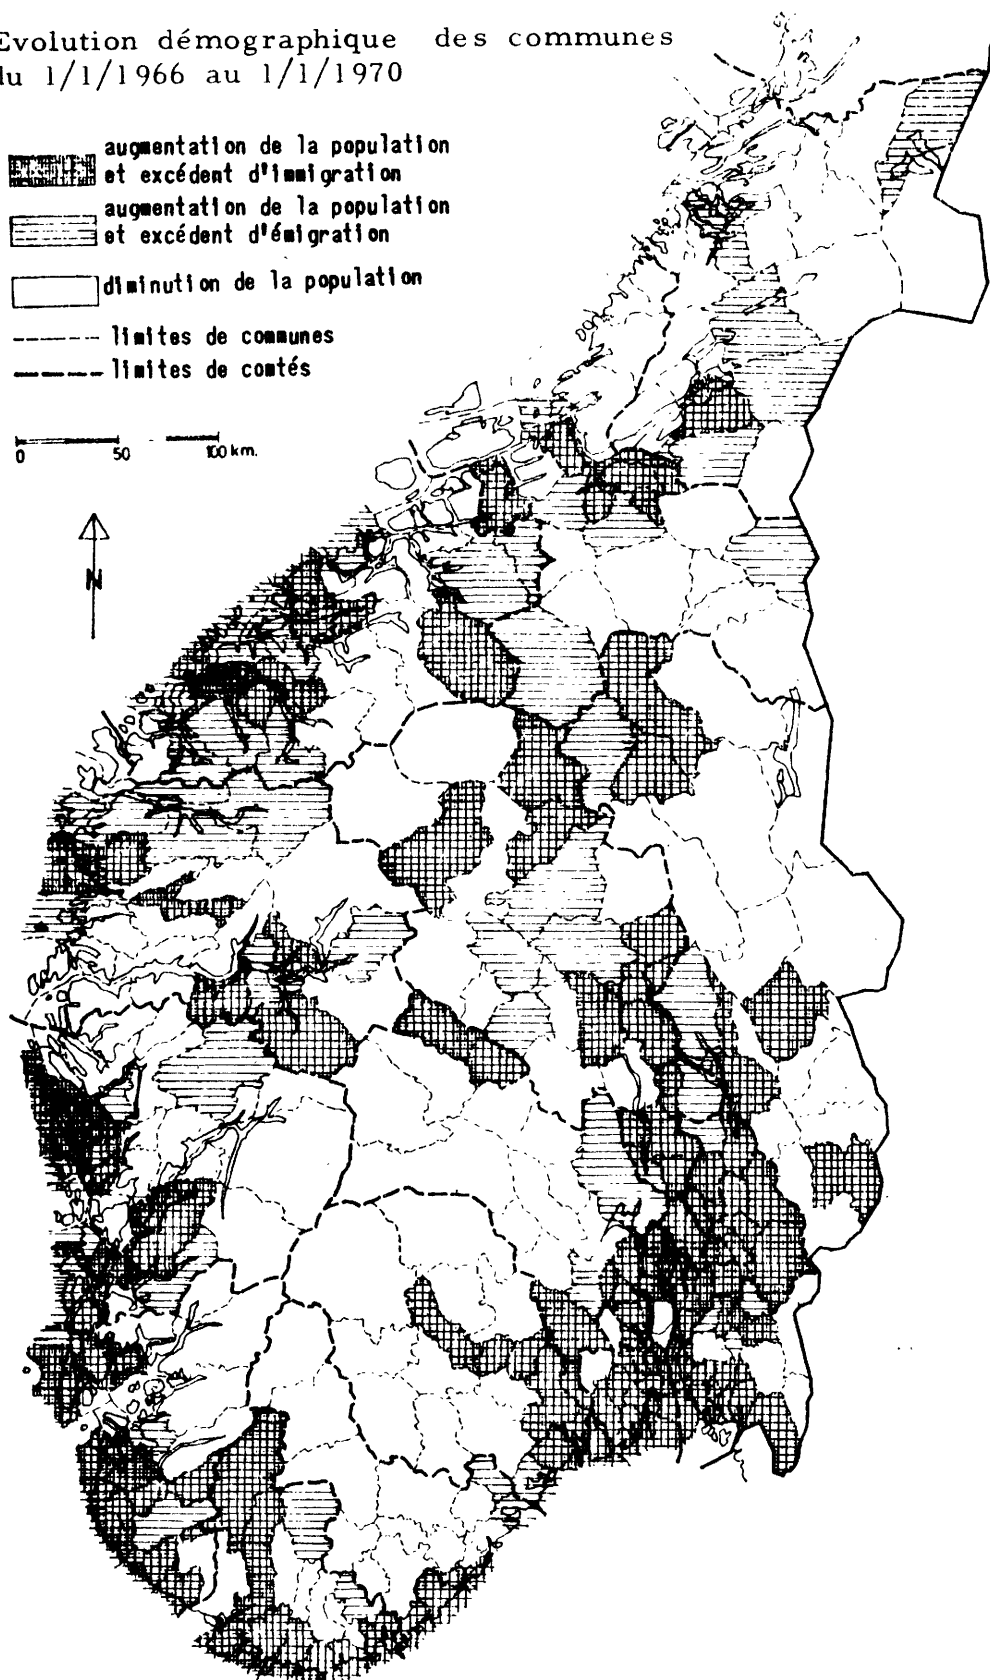 Evolution démographique des communes
du 1/1/1966 au 1/1/1970
augmentation de la population
et excédent d'immigration
augmentation de la population
et excédent d'émigration
diminution de la population
limites de communes
limites de comtés
0 50 100 km.
N